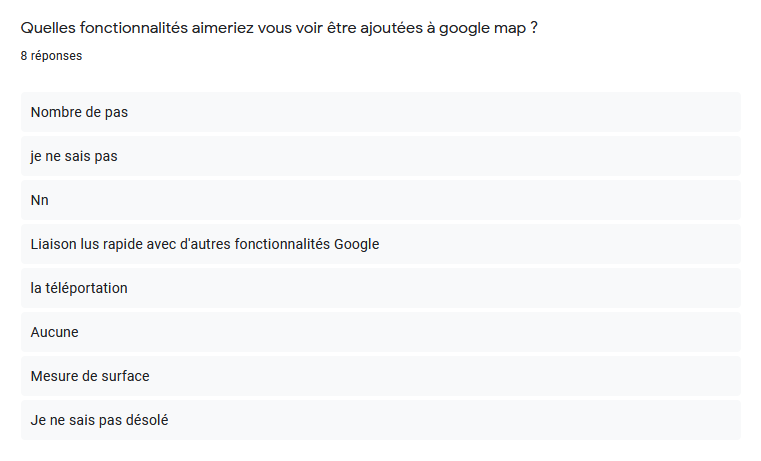 Quelles fonctionnalités aimeriez vous voir être ajoutées à google map ?
8 réponses
Nombre de pas
je ne sais pas
Nn
Liaison lus rapide avec d'autres fonctionnalités Google
la téléportation
Aucune
Mesure de surface
Je ne sais pas désolé